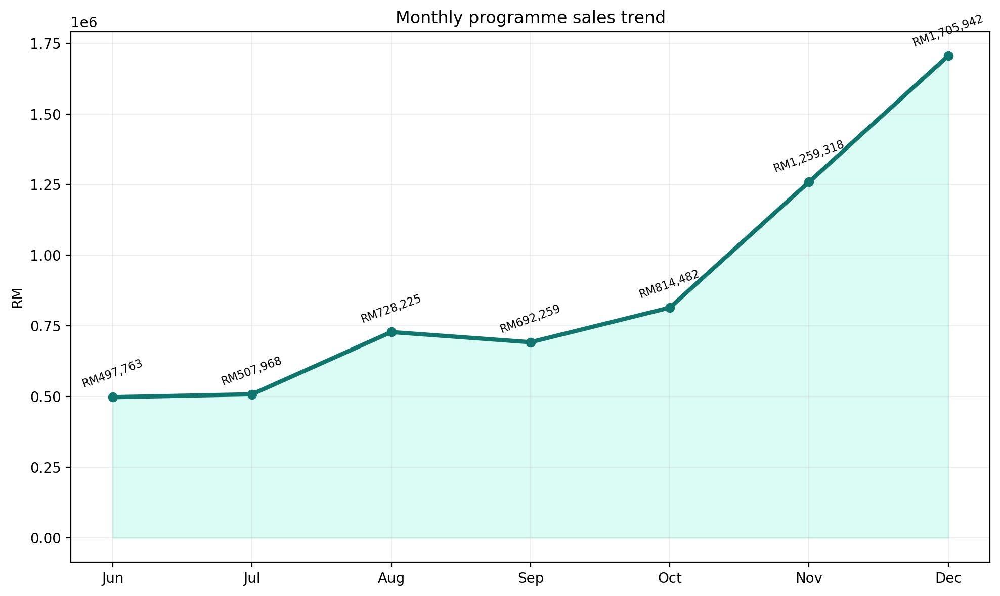 Monthly programme sales trend
1e6
1.75
1.50
1.25
1.00
0.75
0.50
0.25
0.00
RM
RM497,763
RM507,968
RM728,225
RM692,259
RM814,482
RM1,259,318
RM1,705,942
Jun
Jul
Aug
Sep
Oct
Nov
Dec